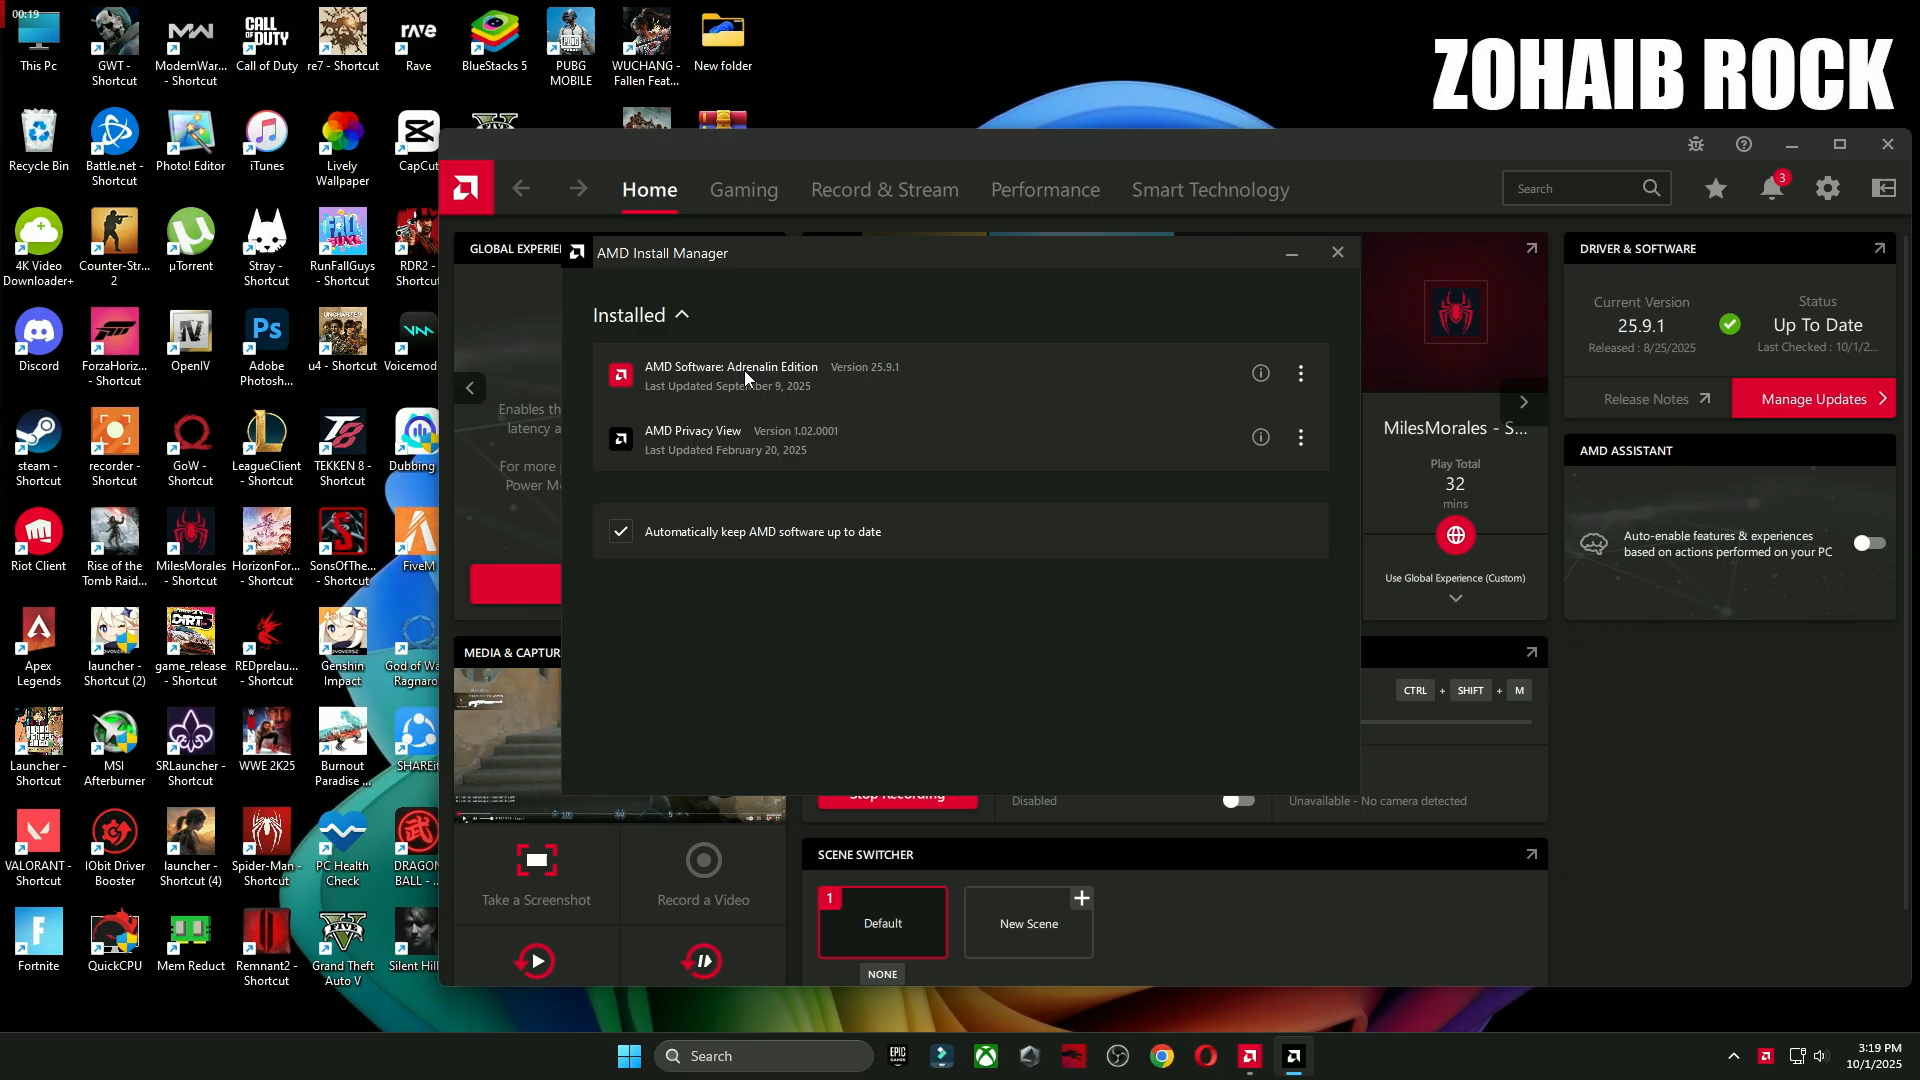 00:19
ZOHAIB ROCK
This Pc
GWT - Shortcut
ModernWar... - Shortcut
Call of Duty
re7 - Shortcut
Rave
BlueStacks 5
PUBG MOBILE
WUCHANG - Fallen Feat...
New folder
Recycle Bin
Battle.net - Shortcut
Photo! Editor
iTunes
Lively Wallpaper
CapCut
4K Video Downloader+
Counter-Str... 2
µTorrent
Stray - Shortcut
RunFallGuys - Shortcut
RDR2 - Shortcut
Discord
ForzaHoriz... - Shortcut
OpenIV
Adobe Photosh...
u4 - Shortcut
Voicemod
steam - Shortcut
recorder - Shortcut
GoW - Shortcut
LeagueClient - Shortcut
TEKKEN 8 - Shortcut
Dubbing
Riot Client
Rise of the Tomb Raid...
MilesMorales - Shortcut
HorizonFor... - Shortcut
SonsOfThe... - Shortcut
FiveM
Apex Legends
launcher - Shortcut (2)
game_release - Shortcut
REDprelau... - Shortcut
Genshin Impact
God of Wa Ragnaro
Launcher - Shortcut
MSI Afterburner
SRLauncher - Shortcut
WWE 2K25
Burnout Paradise ...
SHAREit
VALORANT - Shortcut
IObit Driver Booster
launcher - Shortcut (4)
Spider-Man - Shortcut
PC Health Check
DRAGON BALL - ...
Fortnite
QuickCPU
Mem Reduct
Remnant2 - Shortcut
Grand Theft Auto V
Silent Hill
Home
Gaming
Record & Stream
Performance
Smart Technology
Search
3
GLOBAL EXPERIE
Enables th
latency a
For more p
Power Mo
AMD Install Manager
Installed
AMD Software: Adrenalin Edition Version 25.9.1
Last Updated September 9, 2025
AMD Privacy View Version 1.02.0001
Last Updated February 20, 2025
Automatically keep AMD software up to date
MilesMorales - S...
Play Total
32
mins
Use Global Experience (Custom)
DRIVER & SOFTWARE
Current Version
25.9.1
Released : 8/25/2025
Status
Up To Date
Last Checked : 10/1/2...
Release Notes
Manage Updates
AMD ASSISTANT
Auto-enable features & experiences
based on actions performed on your PC
MEDIA & CAPTUR
CTRL + SHIFT + M
Stop Recording
Disabled
Unavailable - No camera detected
Take a Screenshot
Record a Video
SCENE SWITCHER
1
Default
New Scene
NONE
Search
3:19 PM
10/1/2025